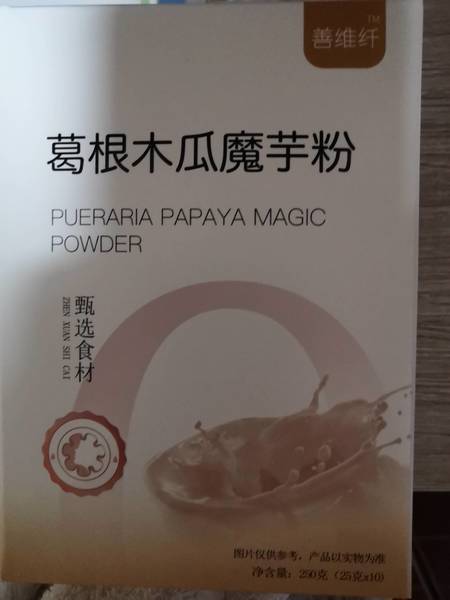 善维纤
TM
葛根木瓜魔芋粉
PUERARIA PAPAYA MAGIC
POWDER
甄选食材
ZHEN XUAN SHI CAI
图片仅供参考，产品以实物为准
净含量：250克（25克x10）